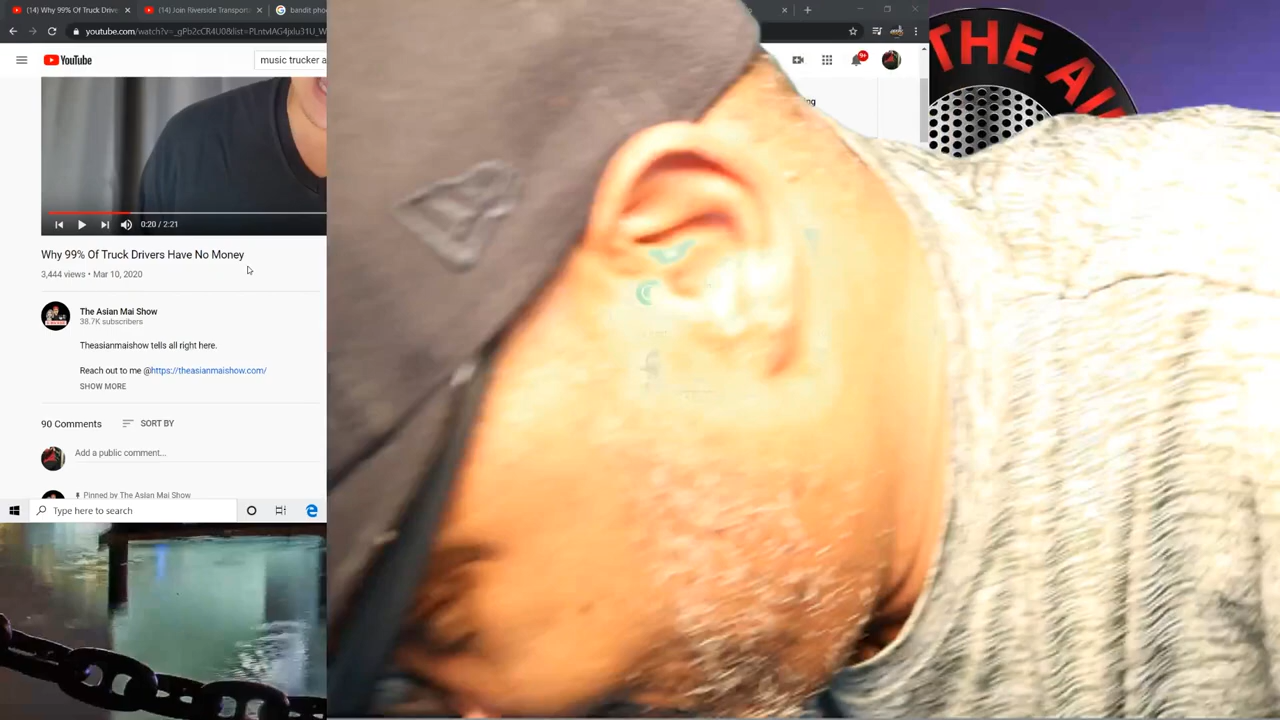 (14) Why 99% Of Truck Drive
(14) Join Riverside Transport
bandit pho
youtube.com/watch?v=_gPb2cCR4U0&list=PLntvIAG4jxlu31U_W
YouTube
music trucker a
9+
THE AI
0:20 / 2:21
Why 99% Of Truck Drivers Have No Money
3,444 views • Mar 10, 2020
The Asian Mai Show
38.7K subscribers
Theasianmaishow tells all right here.
Reach out to me @https://theasianmaishow.com/
SHOW MORE
90 Comments
SORT BY
Add a public comment...
Pinned by The Asian Mai Show
Type here to search